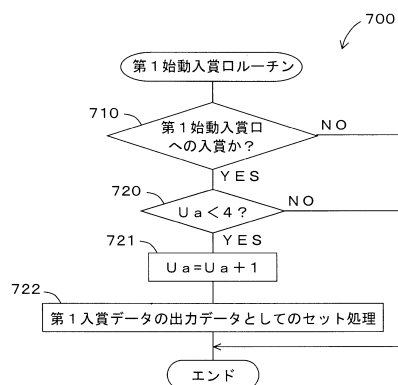 700
第1始動入賞口ルーチン
710
第1始動入賞口
への入賞か?
NO
YES
720
Ua<4?
NO
YES
721
Ua=Ua+1
722
第1入賞データの出力データとしてのセット処理
エンド